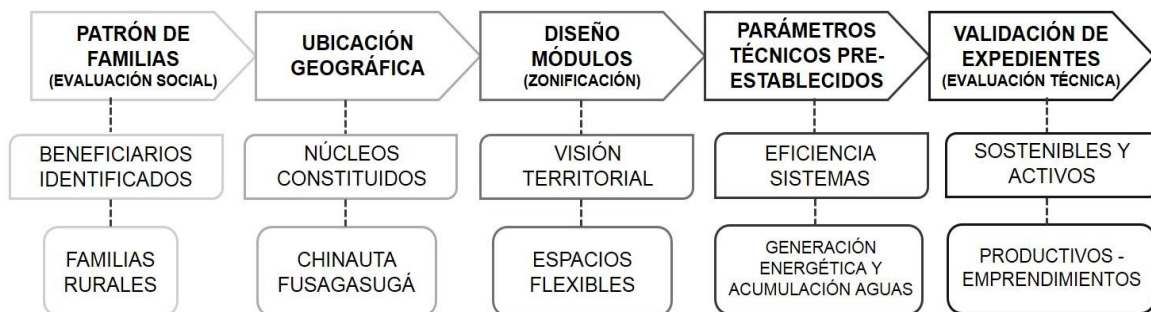 PATRÓN DE
FAMILIAS
(EVALUACIÓN SOCIAL)
UBICACIÓN
GEOGRÁFICA
DISEÑO
MÓDULOS
(ZONIFICACIÓN)
PARÁMETROS
TÉCNICOS PRE-
ESTABLECIDOS
VALIDACIÓN DE
EXPEDIENTES
(EVALUACIÓN TÉCNICA)
BENEFICIARIOS
IDENTIFICADOS
NÚCLEOS
CONSTITUIDOS
VISIÓN
TERRITORIAL
EFICIENCIA
SISTEMAS
SOSTENIBLES Y
ACTIVOS
FAMILIAS
RURALES
CHINAUTA
FUSAGASUGÁ
ESPACIOS
FLEXIBLES
GENERACIÓN
ENERGÉTICA Y
ACUMULACIÓN AGUAS
PRODUCTIVOS -
EMPRENDIMIENTOS